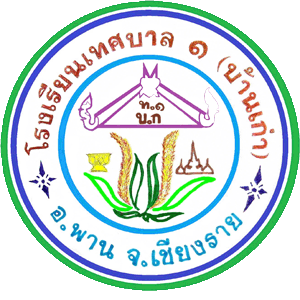 โรงเรียนเทศบาล ๑ (บ้านเก่า)
ท.๑
บ.ก
อ.พาน จ.เชียงราย